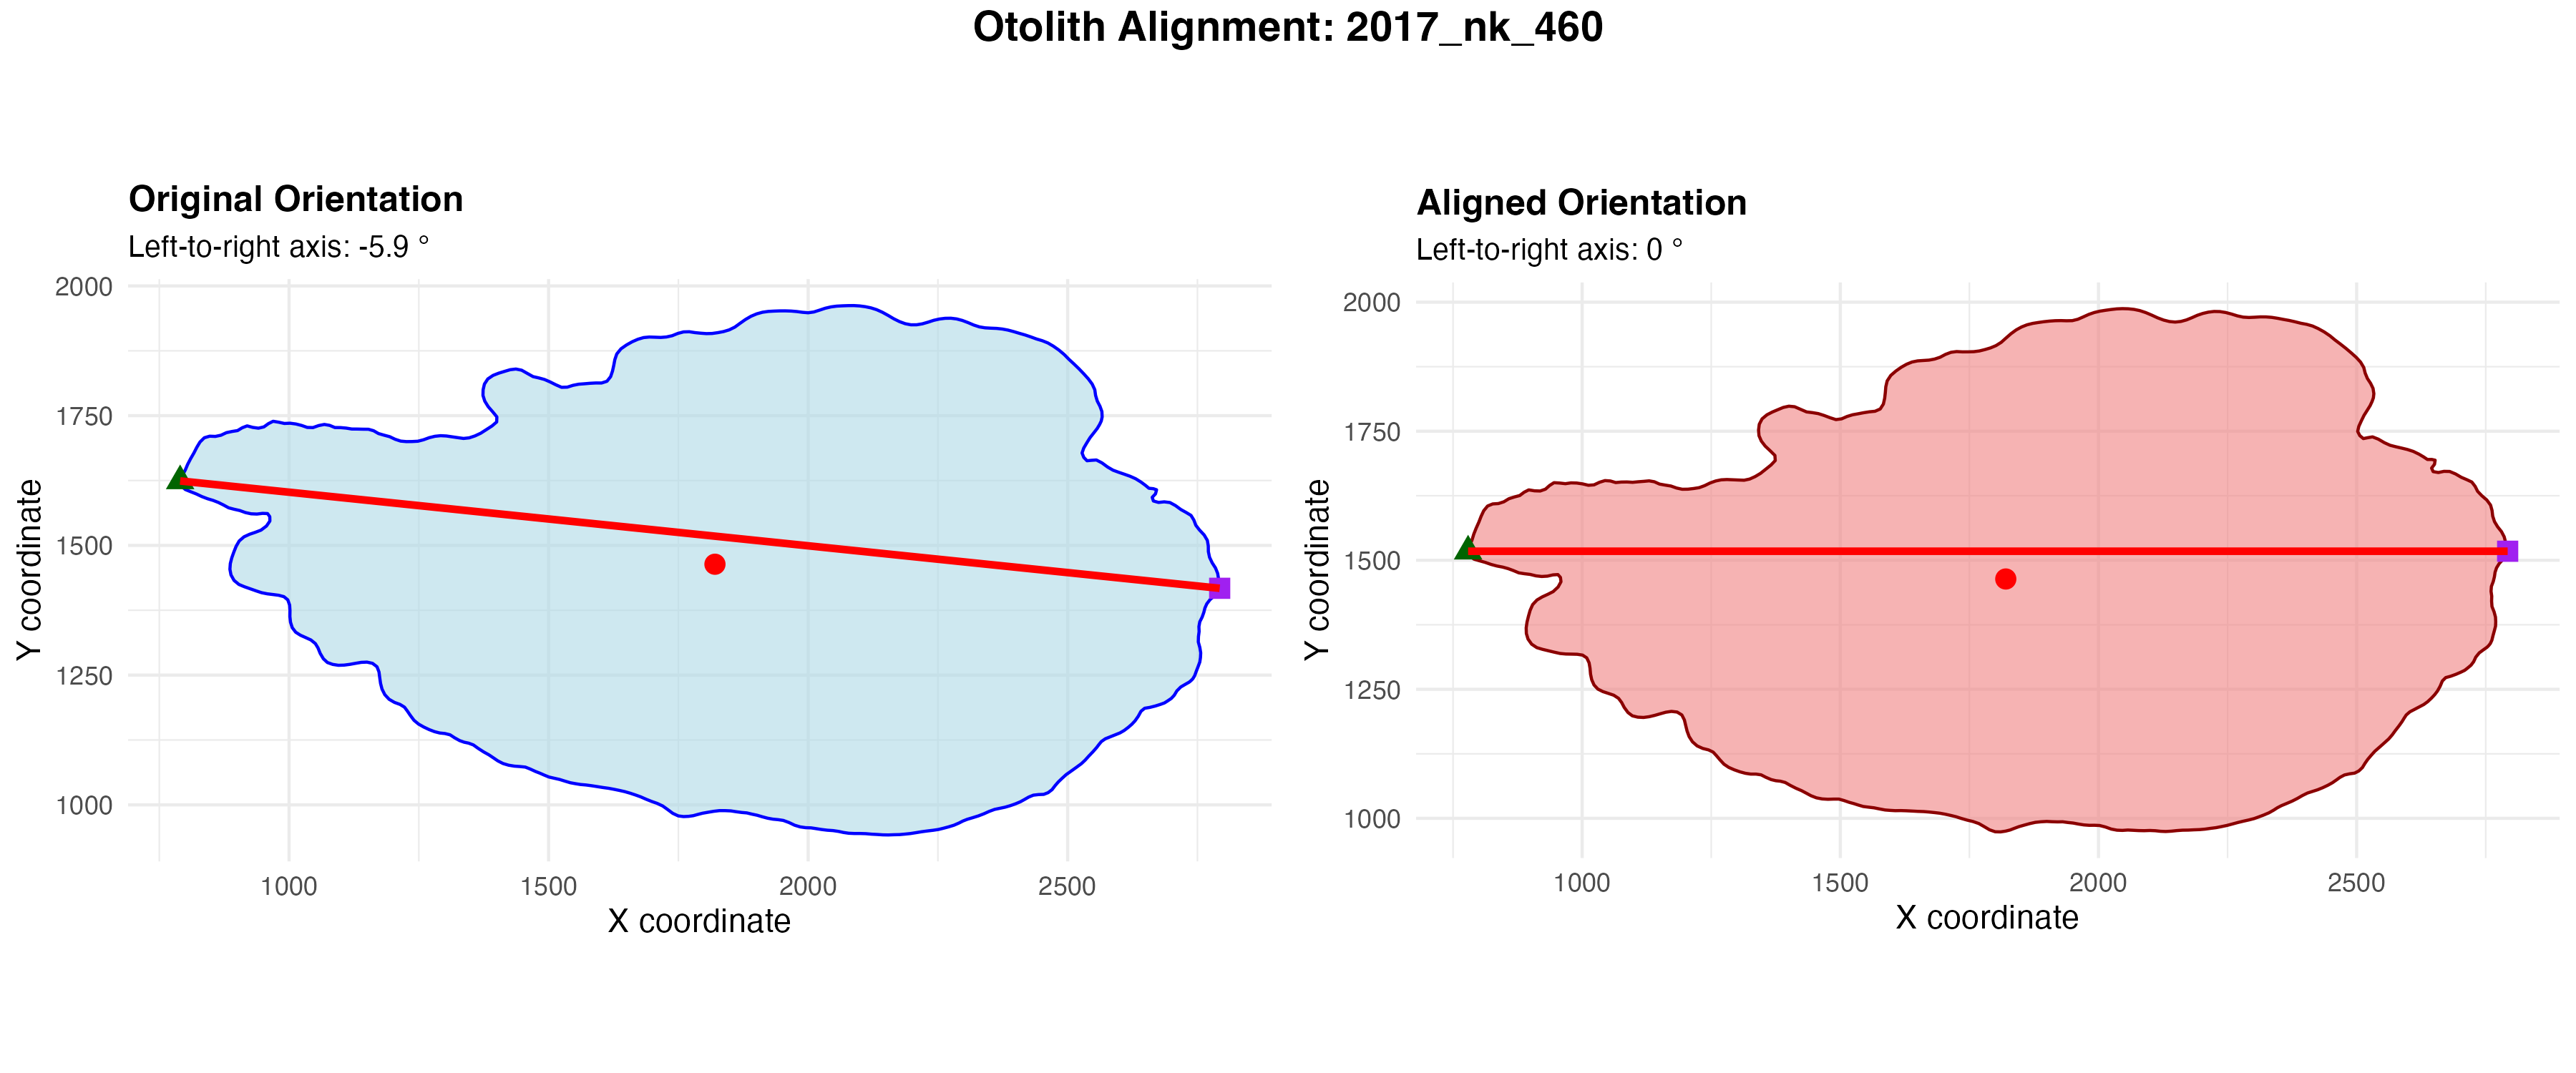 Otolith Alignment: 2017_nk_460
Original Orientation
Left-to-right axis: -5.9 °
2000
1750
1500
1250
1000
Y coordinate
1000 1500 2000 2500
X coordinate
Aligned Orientation
Left-to-right axis: 0 °
2000
1750
1500
1250
1000
Y coordinate
1000 1500 2000 2500
X coordinate